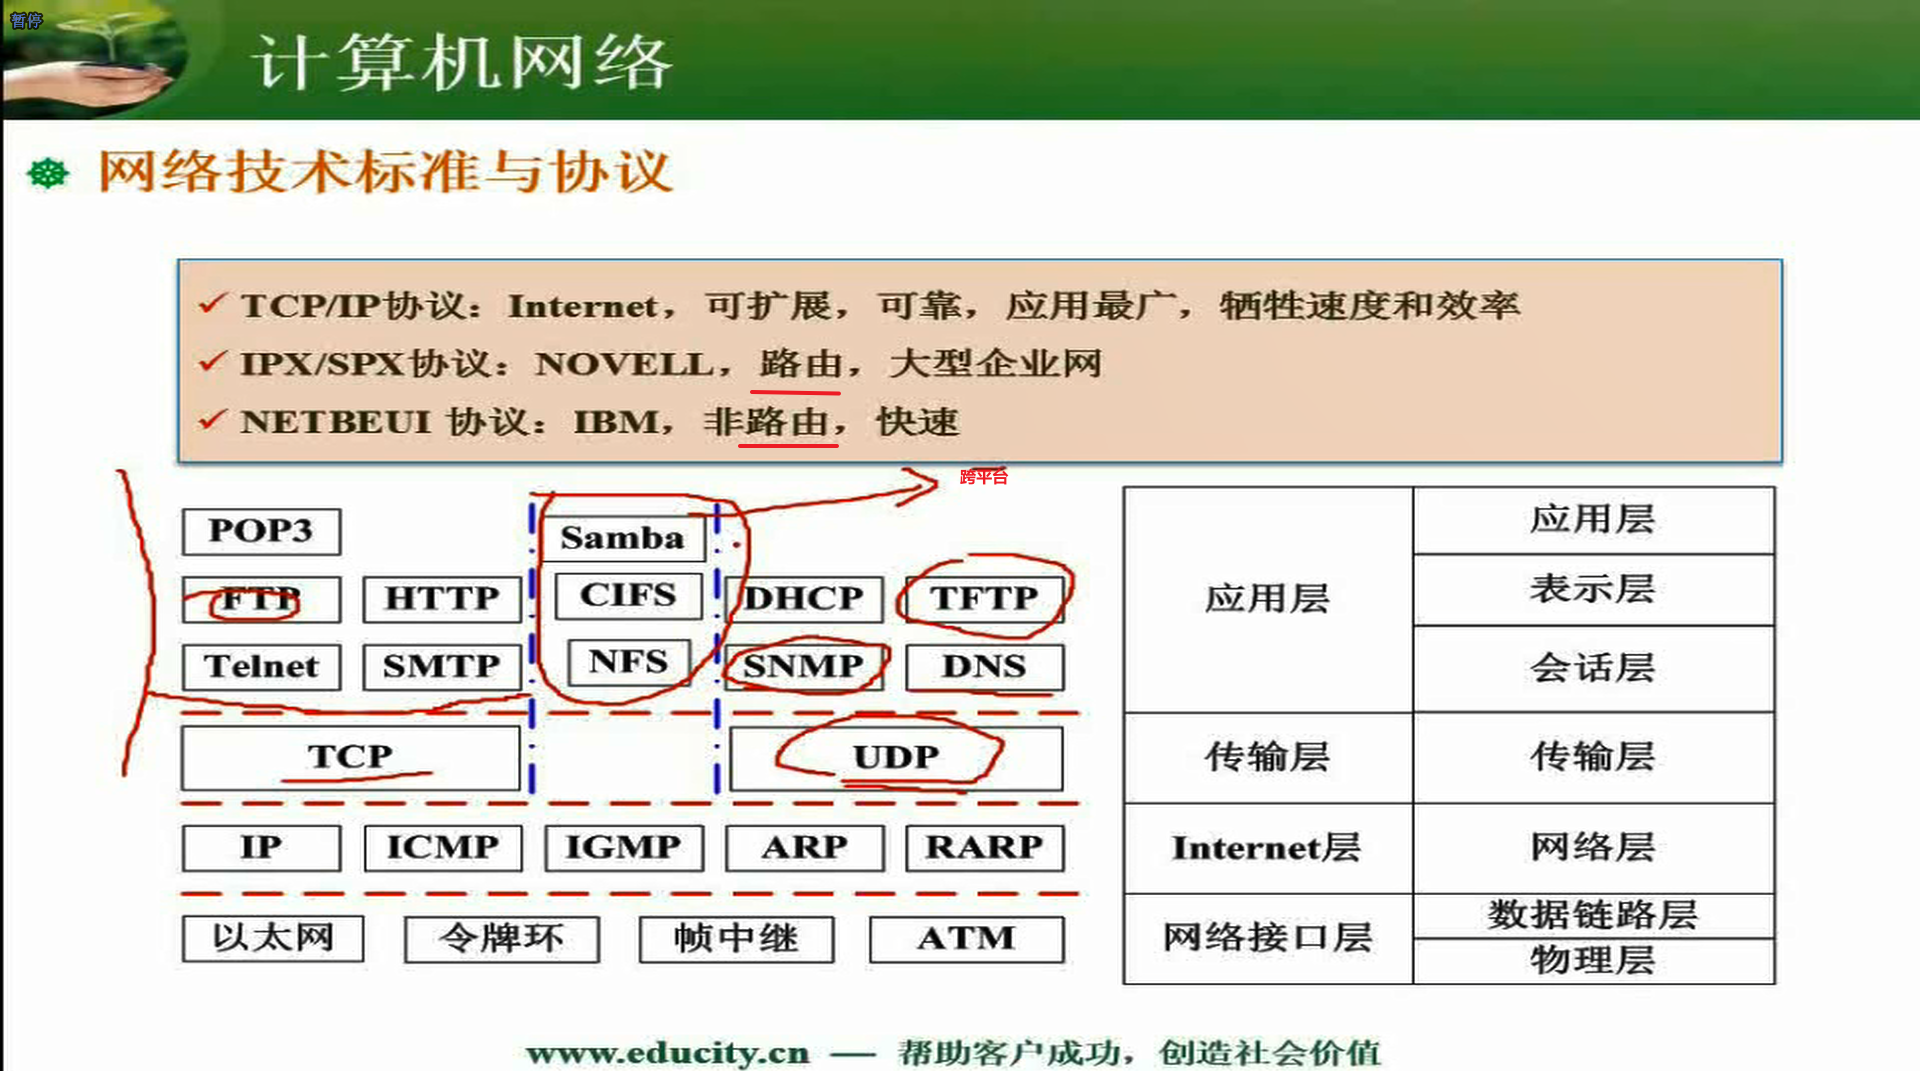 暂停
计算机网络
网络技术标准与协议
✓ TCP/IP协议：Internet，可扩展，可靠，应用最广，牺牲速度和效率
✓ IPX/SPX协议：NOVELL，路由，大型企业网
✓ NETBEUI 协议：IBM，非路由，快速
跨平台
POP3 Samba
FTP HTTP CIFS DHCP TFTP
Telnet SMTP NFS SNMP DNS
TCP UDP
IP ICMP IGMP ARP RARP
以太网 令牌环 帧中继 ATM
应用层 应用层
表示层
会话层
传输层 传输层
Internet层 网络层
网络接口层 数据链路层
物理层
www.educity.cn — 帮助客户成功，创造社会价值